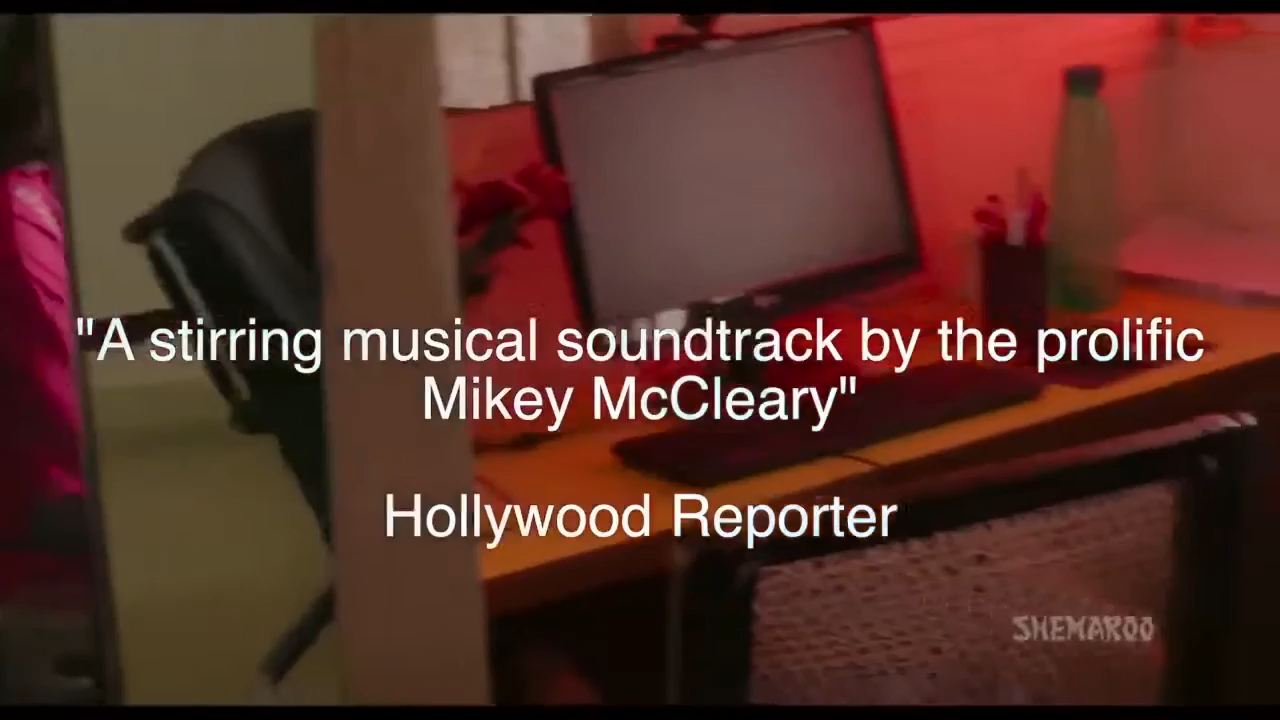 "A stirring musical soundtrack by the prolific
Mikey McCleary"
Hollywood Reporter
SHEMAROO